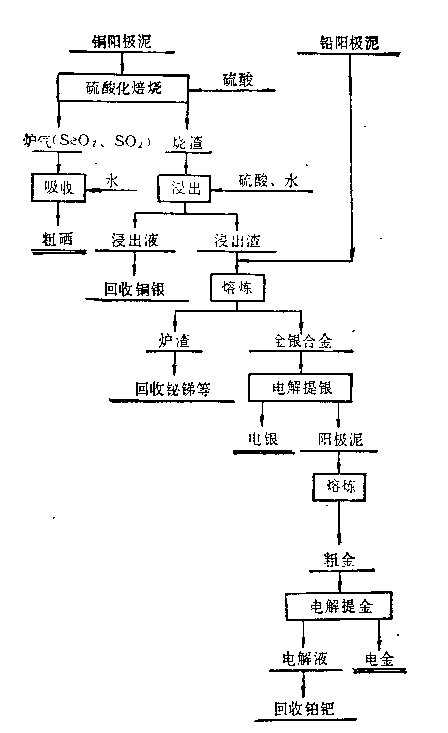 铜阳极泥
铅阳极泥
硫酸化焙烧
硫酸
炉气(SeO₂、SO₂)
烧渣
吸收
水
浸出
硫酸、水
粗硒
浸出液
浸出渣
回收铜银
熔炼
炉渣
金银合金
回收铋锑等
电解提银
电银
阳极泥
熔炼
粗金
电解提金
电解液
电金
回收铂钯